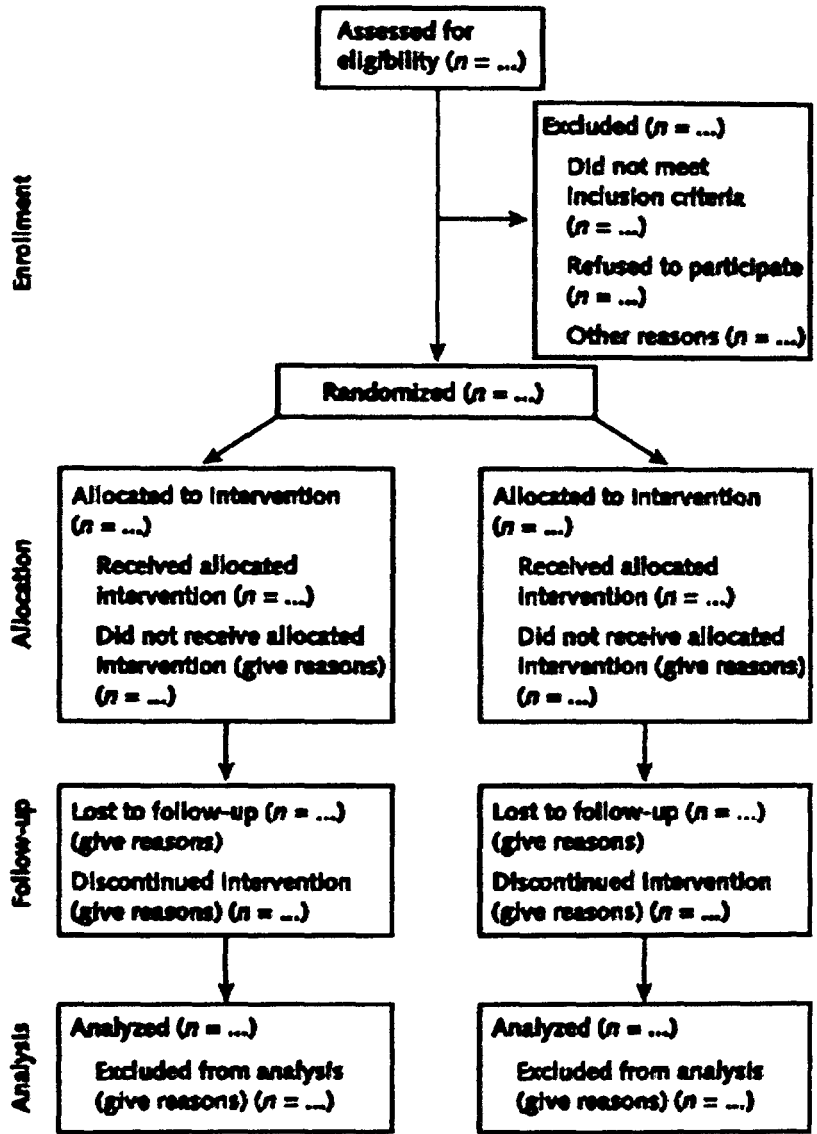 Assessed for
eligibility (n = ...)
Enrollment
Excluded (n = ...)
Did not meet
inclusion criteria
(n = ...)
Refused to participate
(n = ...)
Other reasons (n = ...)
Randomized (n = ...)
Allocation
Allocated to intervention
(n = ...)
Received allocated
intervention (n = ...)
Did not receive allocated
intervention (give reasons)
(n = ...)
Allocated to intervention
(n = ...)
Received allocated
intervention (n = ...)
Did not receive allocated
intervention (give reasons)
(n = ...)
Follow-up
Lost to follow-up (n = ...)
(give reasons)
Discontinued intervention
(give reasons) (n = ...)
Lost to follow-up (n = ...)
(give reasons)
Discontinued intervention
(give reasons) (n = ...)
Analysis
Analyzed (n = ...)
Excluded from analysis
(give reasons) (n = ...)
Analyzed (n = ...)
Excluded from analysis
(give reasons) (n = ...)